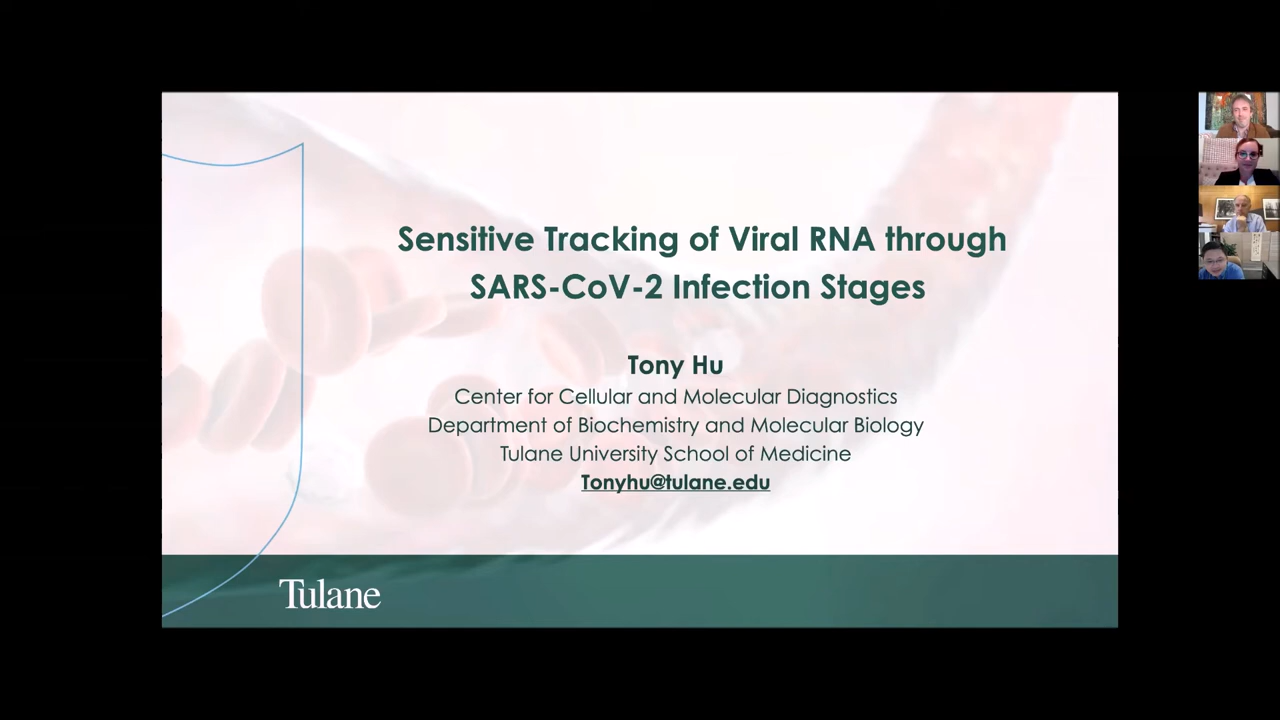 Sensitive Tracking of Viral RNA through
SARS-CoV-2 Infection Stages
Tony Hu
Center for Cellular and Molecular Diagnostics
Department of Biochemistry and Molecular Biology
Tulane University School of Medicine
Tonyhu@tulane.edu
Tulane